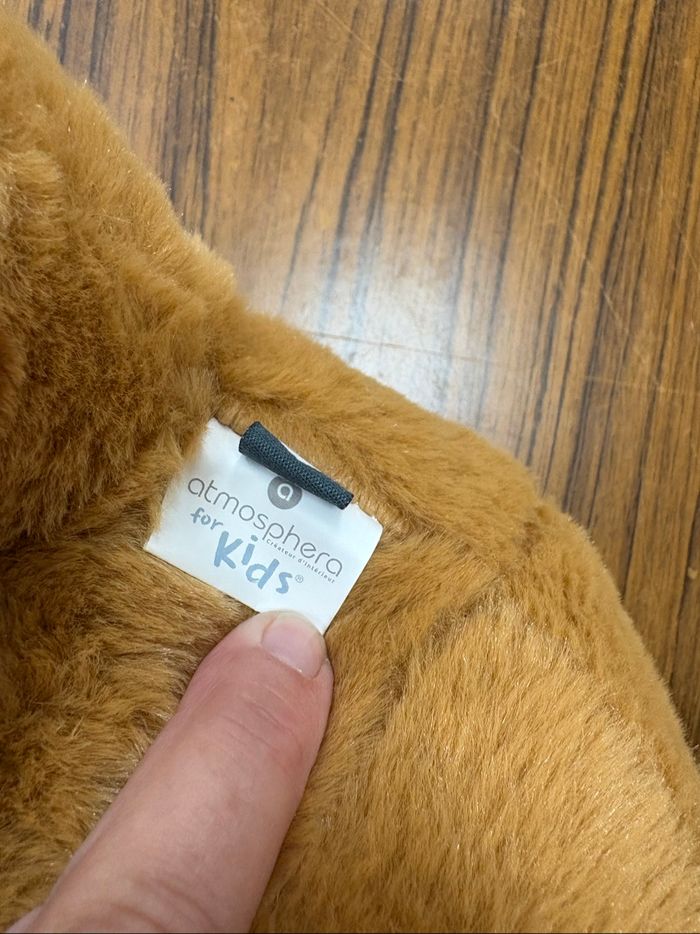 a
atmosphera
Créateur d'intérieur
for
Kids®